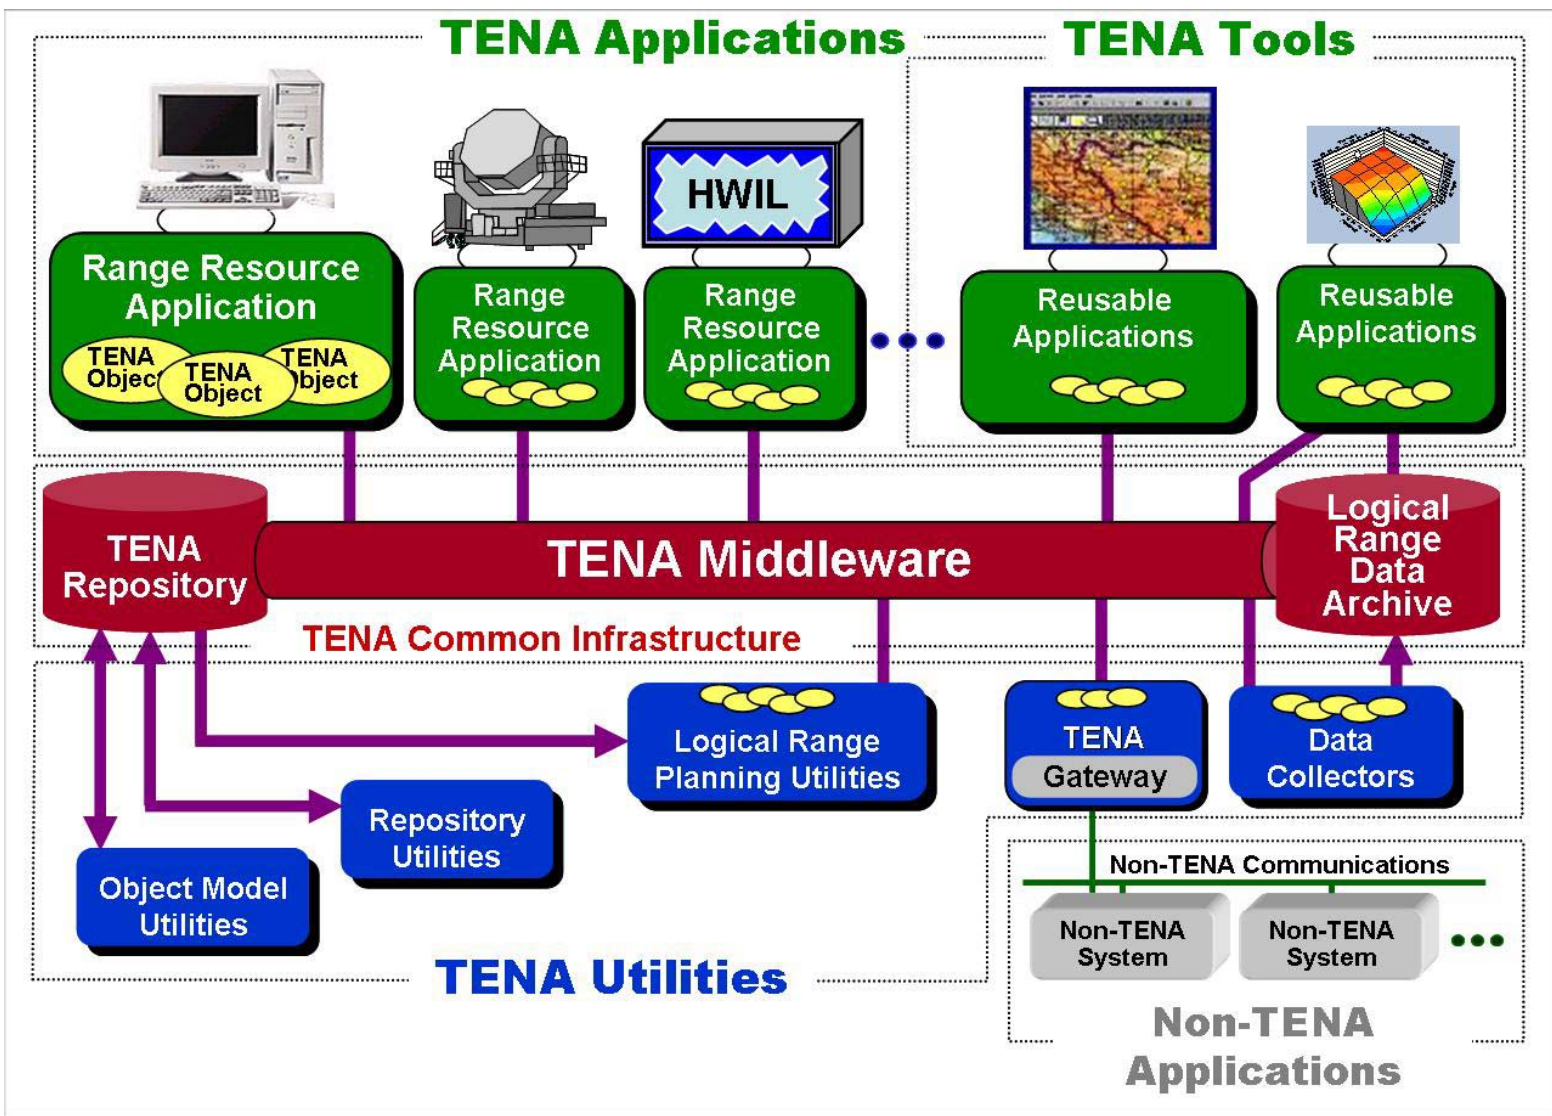 TENA Applications
TENA Tools
HWIL
Range Resource
Application
TENA
Object
TENA
Object
TENA
Object
Range
Resource
Application
Range
Resource
Application
Reusable
Applications
Reusable
Applications
TENA
Repository
TENA Middleware
Logical
Range
Data
Archive
TENA Common Infrastructure
Logical Range
Planning Utilities
TENA
Gateway
Data
Collectors
Repository
Utilities
Object Model
Utilities
TENA Utilities
Non-TENA Communications
Non-TENA
System
Non-TENA
System
Non-TENA
Applications